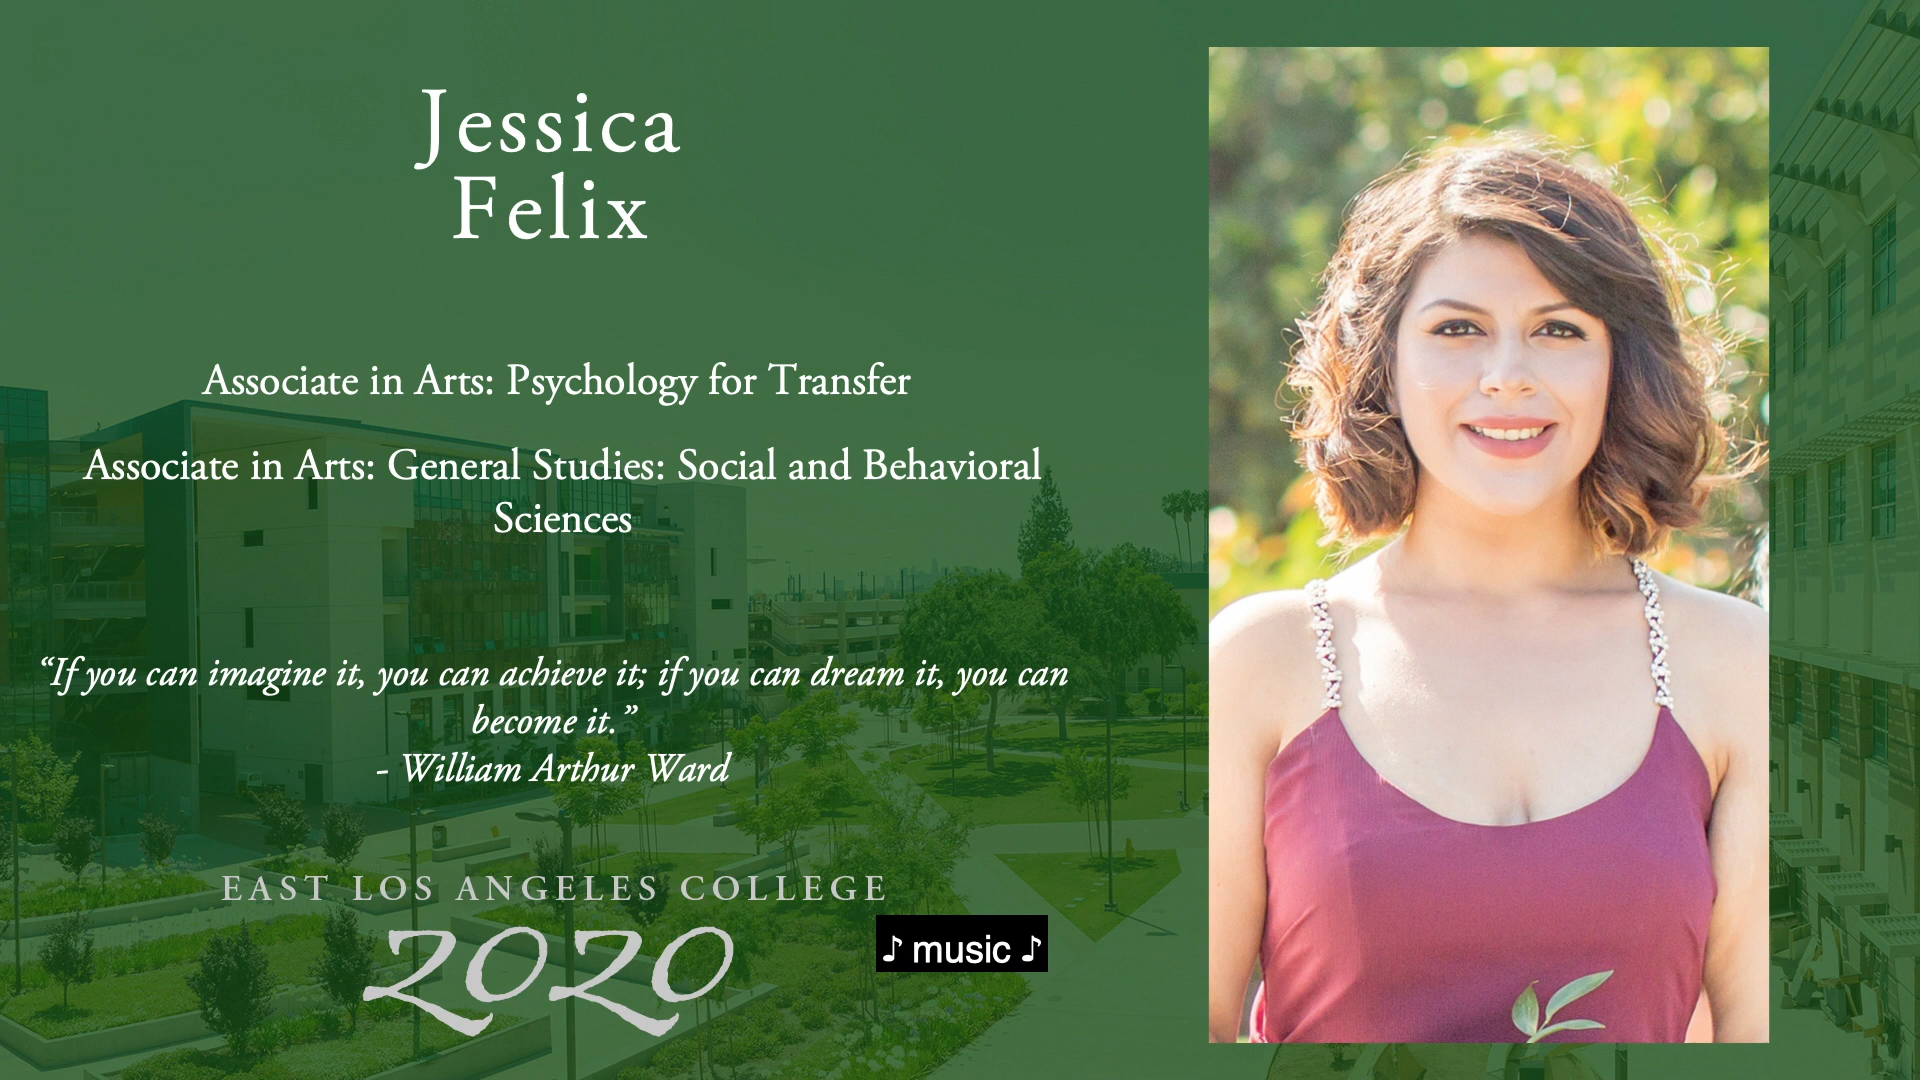 Jessica
Felix
Associate in Arts: Psychology for Transfer
Associate in Arts: General Studies: Social and Behavioral
Sciences
“If you can imagine it, you can achieve it; if you can dream it, you can
become it.”
- William Arthur Ward
EAST LOS ANGELES COLLEGE
2020
♪ music ♪